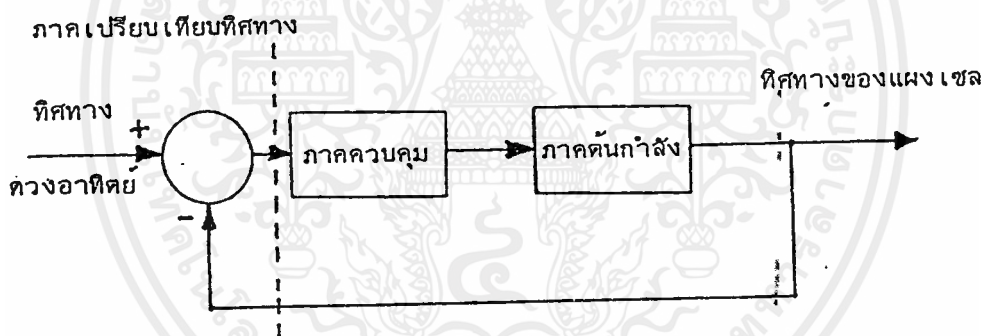 ภาคเปรียบเทียบทิศทาง
ทิศทางของแผงเซล
ทิศทาง
+
ภาคควบคุม
ภาคต้นกำลัง
ดวงอาทิตย์
-